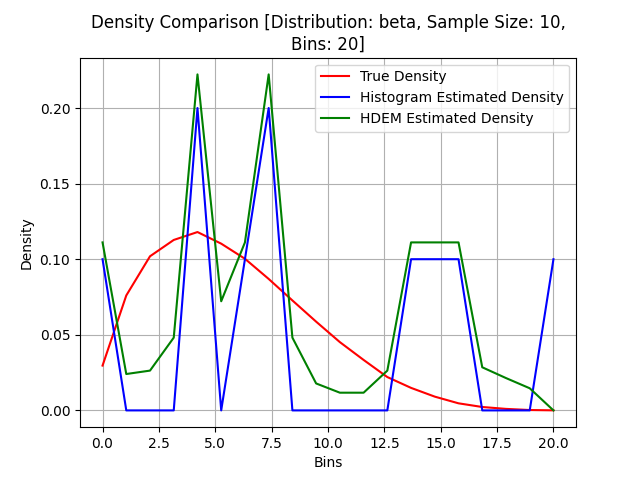 Density Comparison [Distribution: beta, Sample Size: 10,
Bins: 20]
True Density
Histogram Estimated Density
HDEM Estimated Density
Density
0.20
0.15
0.10
0.05
0.00
0.0 2.5 5.0 7.5 10.0 12.5 15.0 17.5 20.0
Bins